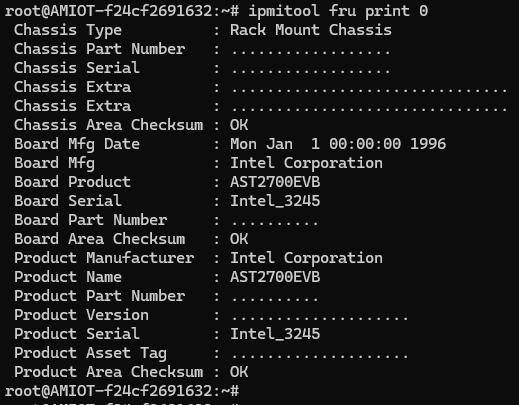 root@AMIOT-f24cf2691632:~# ipmitool fru print 0
 Chassis Type          : Rack Mount Chassis
 Chassis Part Number   : ..................
 Chassis Serial        : ..................
 Chassis Extra         : ...............................
 Chassis Extra         : ...............................
 Chassis Area Checksum : OK
 Board Mfg Date        : Mon Jan  1 00:00:00 1996
 Board Mfg             : Intel Corporation
 Board Product         : AST2700EVB
 Board Serial          : Intel_3245
 Board Part Number     : ..........
 Board Area Checksum   : OK
 Product Manufacturer  : Intel Corporation
 Product Name          : AST2700EVB
 Product Part Number   : ..........
 Product Version       : ....................
 Product Serial        : Intel_3245
 Product Asset Tag     : ....................
 Product Area Checksum : OK
root@AMIOT-f24cf2691632:~#